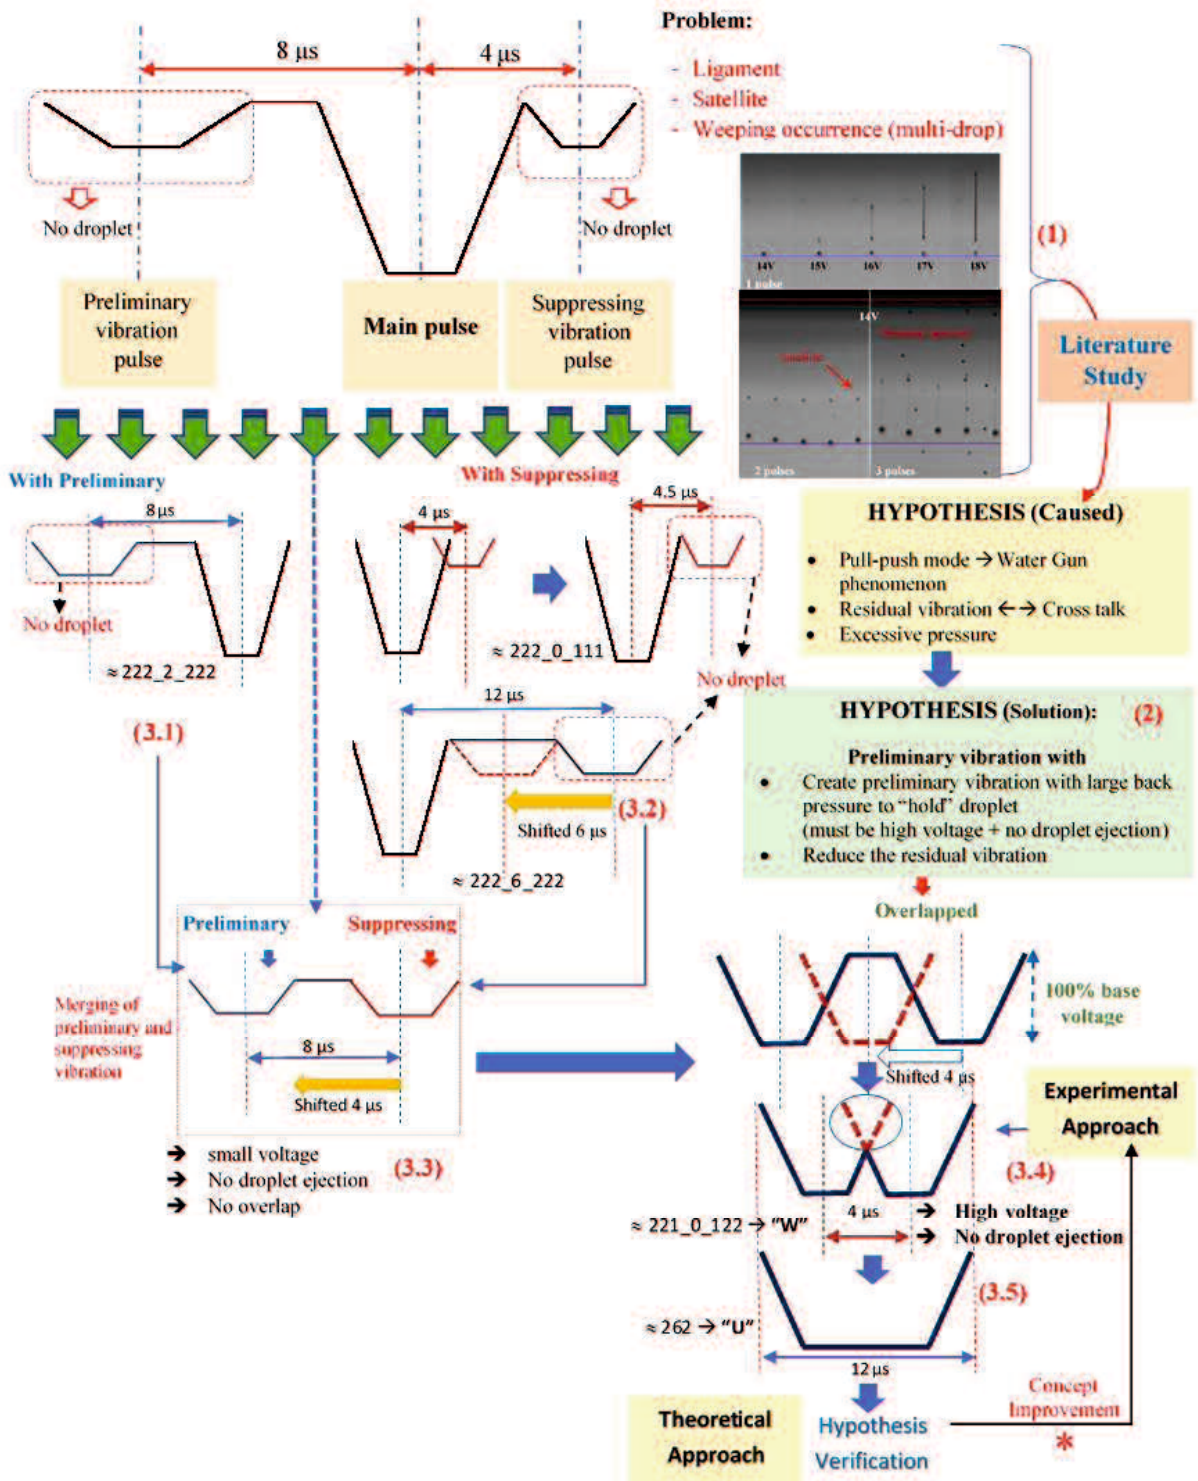 Problem:
- Ligament
- Satellite
- Weeping occurrence (multi-drop)
8 µs
4 µs
No droplet
No droplet
Preliminary
vibration
pulse
Main pulse
Suppressing
vibration
pulse
14V
15V
16V
17V
18V
1 pulse
14V
2 pulses
3 pulses
(1)
Literature
Study
With Preliminary
With Suppressing
8 µs
4 µs
4.5 µs
No droplet
≈ 222_2_222
≈ 222_0_111
No droplet
12 µs
(3.1)
(3.2)
Shifted 6 µs
≈ 222_6_222
HYPOTHESIS (Caused)
• Pull-push mode → Water Gun
phenomenon
• Residual vibration ←→ Cross talk
• Excessive pressure
HYPOTHESIS (Solution):
(2)
Preliminary vibration with
• Create preliminary vibration with large back
pressure to “hold” droplet
(must be high voltage + no droplet ejection)
• Reduce the residual vibration
Overlapped
100% base
voltage
Shifted 4 µs
Preliminary
Suppressing
Merging of
preliminary and
suppressing
vibration
8 µs
Shifted 4 µs
➔ small voltage
➔ No droplet ejection
➔ No overlap
(3.3)
Experimental
Approach
(3.4)
4 µs
➔ High voltage
➔ No droplet ejection
≈ 221_0_122 → “W”
(3.5)
≈ 262 → “U”
12 µs
Theoretical
Approach
Hypothesis
Verification
Concept
Improvement
*